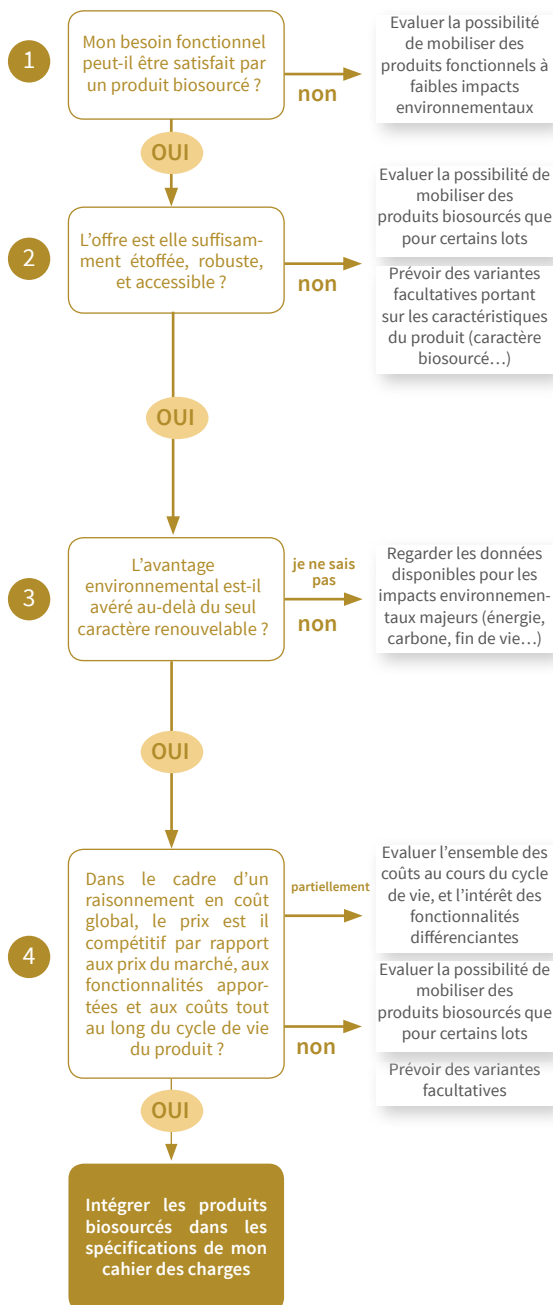 1
Mon besoin fonctionnel
peut-il être satisfait par
un produit biosourcé ?
non
Evaluer la possibilité
de mobiliser des
produits fonctionnels à
faibles impacts
environnementaux
OUI
2
L'offre est elle suffisam-
ment étoffée, robuste,
et accessible ?
non
Evaluer la possibilité de
mobiliser des
produits biosourcés que
pour certains lots
Prévoir des variantes
facultatives portant
sur les caractéristiques
du produit (caractère
biosourcé...)
OUI
3
L'avantage
environnemental est-il
avéré au-delà du seul
caractère renouvelable ?
je ne sais
pas
non
Regarder les données
disponibles pour les
impacts environnemen-
taux majeurs (énergie,
carbone, fin de vie...)
OUI
4
Dans le cadre d'un
raisonnement en coût
global, le prix est il
compétitif par rapport
aux prix du marché, aux
fonctionnalités appor-
tées et aux coûts tout
au long du cycle de vie
du produit ?
partiellement
Evaluer l'ensemble des
coûts au cours du cycle
de vie, et l'intérêt des
fonctionnalités
différenciantes
non
Evaluer la possibilité de
mobiliser des
produits biosourcés que
pour certains lots
Prévoir des variantes
facultatives
OUI
Intégrer les produits
biosourcés dans les
spécifications de mon
cahier des charges